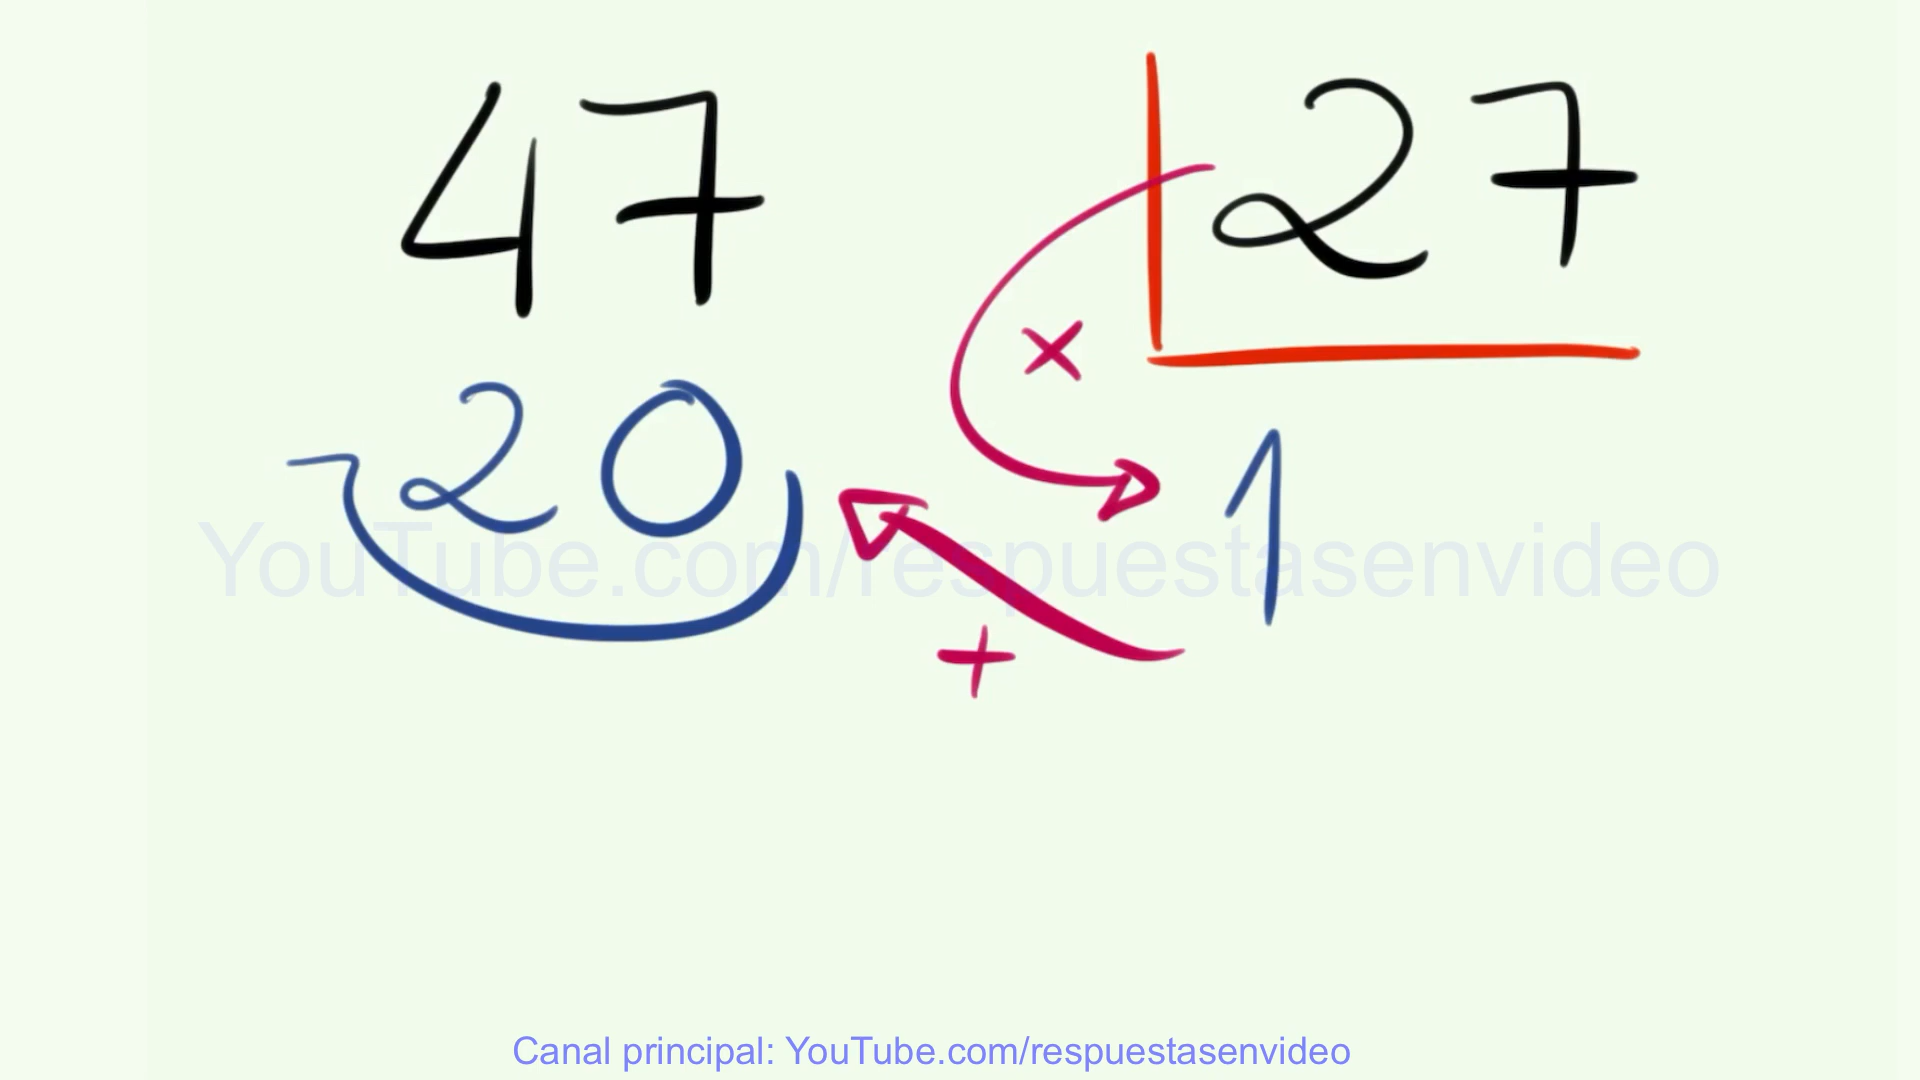 47 27
×
20 1
YouTube.com/respuestasenvideo
+
Canal principal: YouTube.com/respuestasenvideo